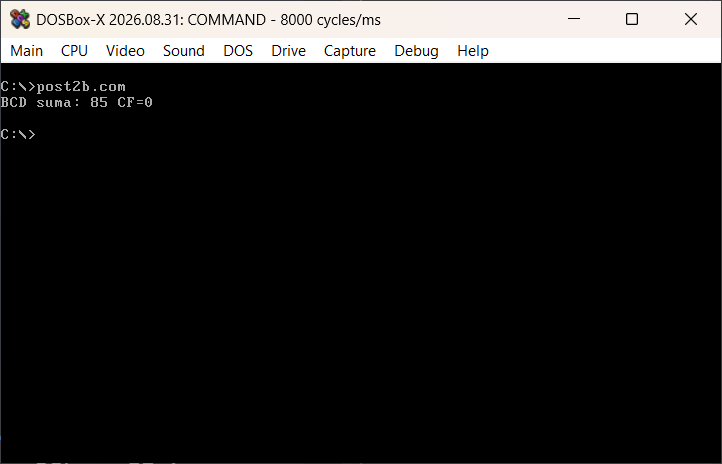 DOSBox-X 2026.08.31: COMMAND - 8000 cycles/ms
Main CPU Video Sound DOS Drive Capture Debug Help
C:\>post2b.com
BCD suma: 85 CF=0
C:\>